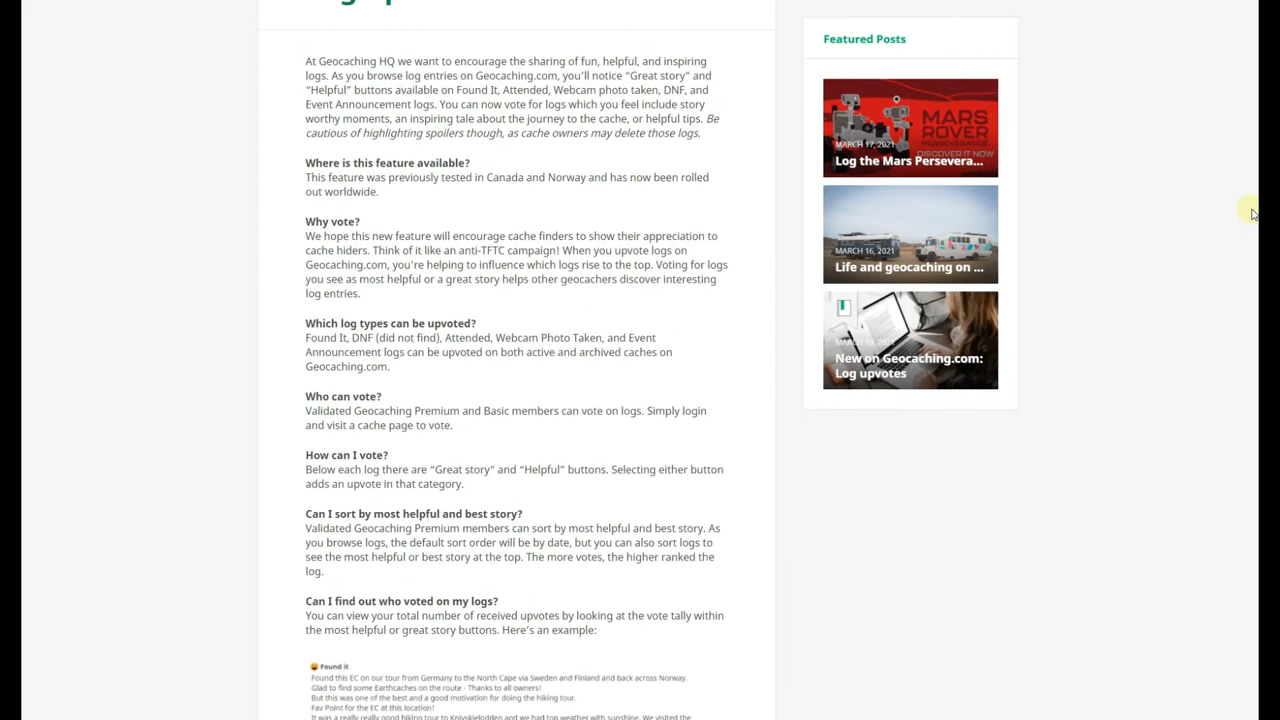 At Geocaching HQ we want to encourage the sharing of fun, helpful, and inspiring
logs. As you browse log entries on Geocaching.com, you'll notice “Great story” and
“Helpful” buttons available on Found It, Attended, Webcam photo taken, DNF, and
Event Announcement logs. You can now vote for logs which you feel include story
worthy moments, an inspiring tale about the journey to the cache, or helpful tips. Be
cautious of highlighting spoilers though, as cache owners may delete those logs.
Where is this feature available?
This feature was previously tested in Canada and Norway and has now been rolled
out worldwide.
Why vote?
We hope this new feature will encourage cache finders to show their appreciation to
cache hiders. Think of it like an anti-TFTC campaign! When you upvote logs on
Geocaching.com, you're helping to influence which logs rise to the top. Voting for logs
you see as most helpful or a great story helps other geocachers discover interesting
log entries.
Which log types can be upvoted?
Found It, DNF (did not find), Attended, Webcam Photo Taken, and Event
Announcement logs can be upvoted on both active and archived caches on
Geocaching.com.
Who can vote?
Validated Geocaching Premium and Basic members can vote on logs. Simply login
and visit a cache page to vote.
How can I vote?
Below each log there are “Great story” and “Helpful” buttons. Selecting either button
adds an upvote in that category.
Can I sort by most helpful and best story?
Validated Geocaching Premium members can sort by most helpful and best story. As
you browse logs, the default sort order will be by date, but you can also sort logs to
see the most helpful or best story at the top. The more votes, the higher ranked the
log.
Can I find out who voted on my logs?
You can view your total number of received upvotes by looking at the vote tally within
the most helpful or great story buttons. Here's an example:
Found it
Found this EC on our tour from Germany to the North Cape via Sweden and Finland and back across Norway.
Glad to find some Earthcaches on the route - Thanks to all owners!
But this was one of the best and a good motivation for doing the hiking tour.
Fav Point for the EC at this location!
It was a really really good hiking tour to Knivskjelodden and we had top weather with sunshine. We visited the
Featured Posts
MARS
ROVER
PERSEVERANCE
DISCOVER IT NOW
MARCH 17, 2021
Log the Mars Persevera...
MARCH 16, 2021
Life and geocaching on ...
MARCH 16, 2021
New on Geocaching.com:
Log upvotes